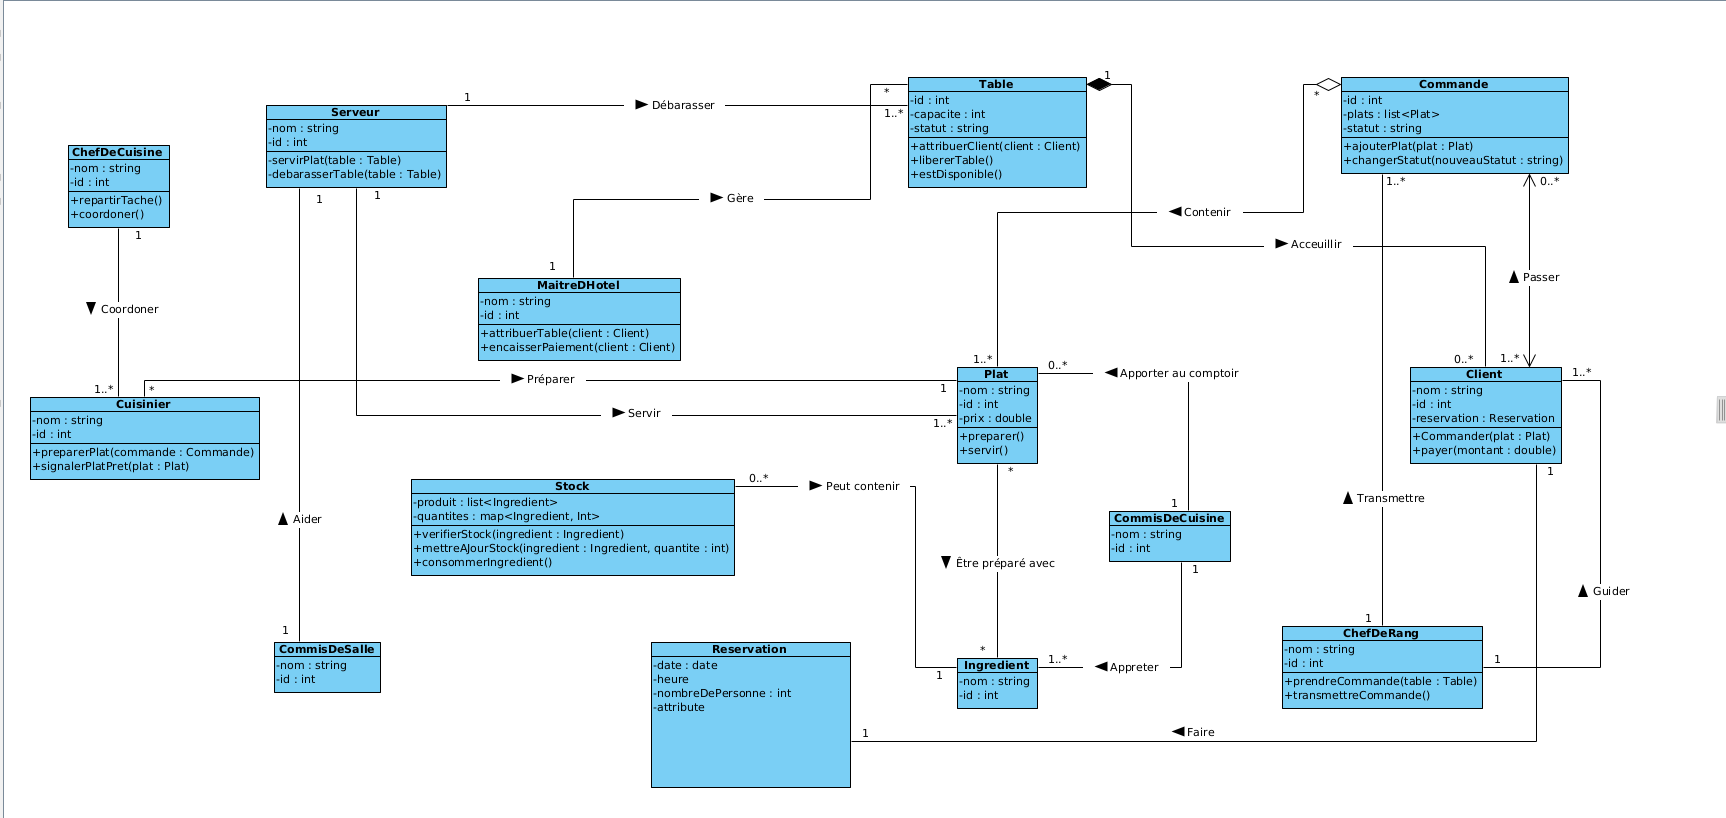 Table
-id : int
-capacite : int
-statut : string
+attribuerClient(client : Client)
+libererTable()
+estDisponible()
1
*
1..*
Commande
-id : int
-plats : list<Plat>
-statut : string
+ajouterPlat(plat : Plat)
+changerStatut(nouveauStatut : string)
*
1..*
0..*
Serveur
-nom : string
-id : int
-servirPlat(table : Table)
-debarasserTable(table : Table)
1
Débarasser
1
1
ChefDeCuisine
-nom : string
-id : int
+repartirTache()
+coordoner()
1
Gère
Contenir
Acceuillir
Passer
Coordoner
1
MaitreDHotel
-nom : string
-id : int
+attribuerTable(client : Client)
+encaisserPaiement(client : Client)
1..*
*
Cuisinier
-nom : string
-id : int
+preparerPlat(commande : Commande)
+signalerPlatPret(plat : Plat)
Préparer
1
Servir
1..*
1..*
0..*
Plat
-nom : string
-id : int
-prix : double
+preparer()
+servir()
*
Apporter au comptoir
0..*
1..*
1..*
Client
-nom : string
-id : int
-reservation : Reservation
+Commander(plat : Plat)
+payer(montant : double)
1
Stock
-produit : list<Ingredient>
-quantites : map<Ingredient, Int>
+verifierStock(ingredient : Ingredient)
+mettreAJourStock(ingredient : Ingredient, quantite : int)
+consommerIngredient()
0..*
Peut contenir
1
CommisDeCuisine
-nom : string
-id : int
1
Transmettre
Aider
Être préparé avec
Guider
1
CommisDeSalle
-nom : string
-id : int
Reservation
-date : date
-heure
-nombreDePersonne : int
-attribute
1
*
1
Ingredient
-nom : string
-id : int
1..*
Appreter
1
ChefDeRang
-nom : string
-id : int
+prendreCommande(table : Table)
+transmettreCommande()
1
Faire